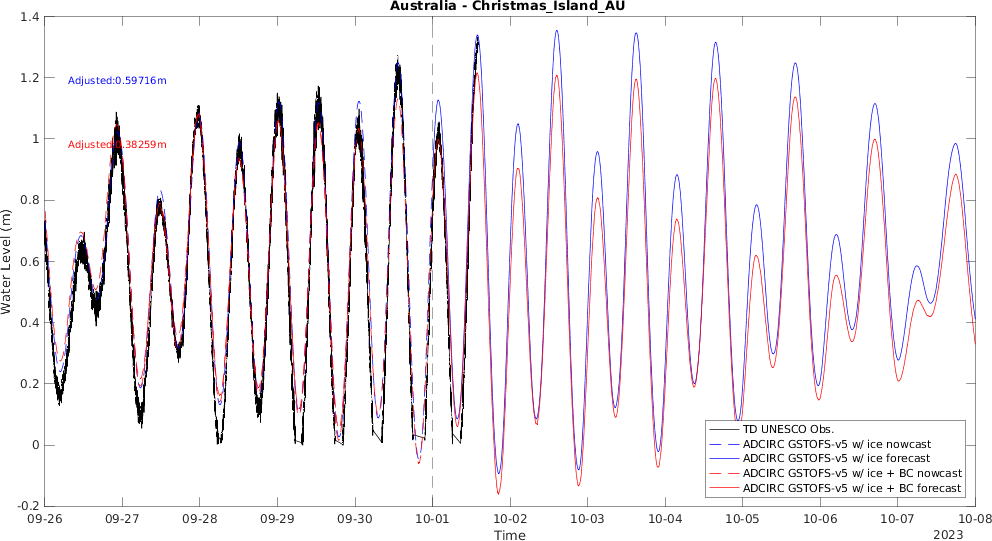 Australia - Christmas_Island_AU
1.4
1.2
1
0.8
0.6
0.4
0.2
0
-0.2
Water Level (m)
Adjusted:0.59716m
Adjusted:0.38259m
TD UNESCO Obs.
ADCIRC GSTOFS-v5 w/ ice nowcast
ADCIRC GSTOFS-v5 w/ ice forecast
ADCIRC GSTOFS-v5 w/ ice + BC nowcast
ADCIRC GSTOFS-v5 w/ ice + BC forecast
09-26 09-27 09-28 09-29 09-30 10-01 10-02 10-03 10-04 10-05 10-06 10-07 10-08
Time
2023